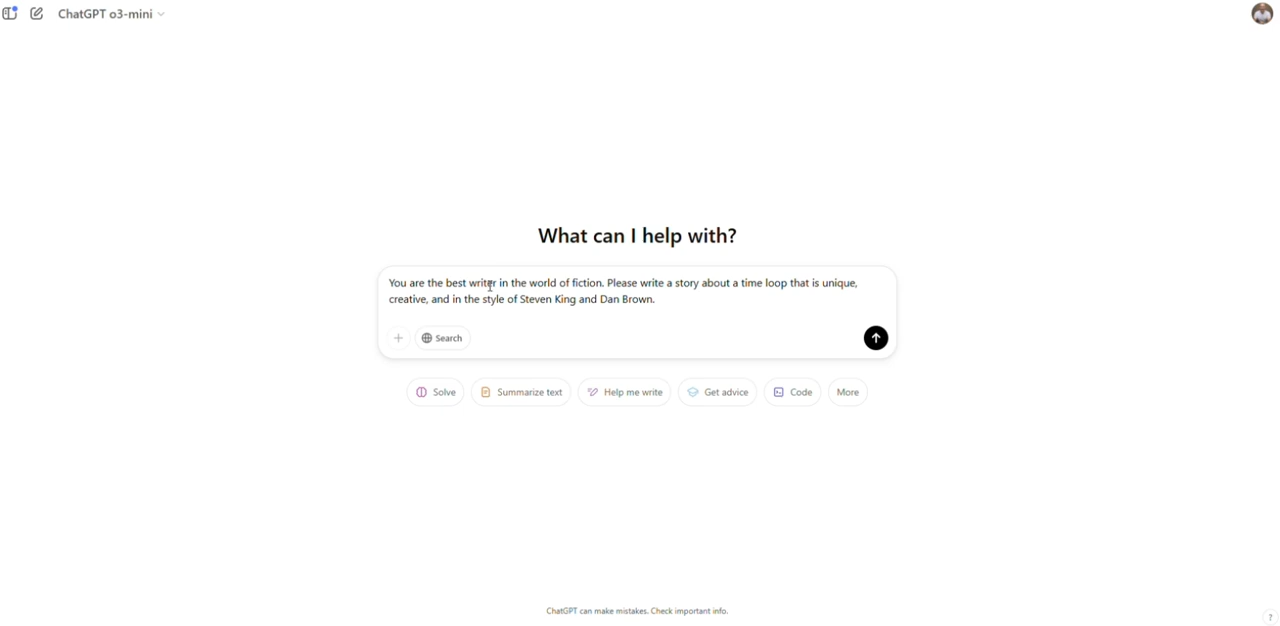 ChatGPT o3-mini
What can I help with?
You are the best writer in the world of fiction. Please write a story about a time loop that is unique,
creative, and in the style of Steven King and Dan Brown.
Search
Solve
Summarize text
Help me write
Get advice
Code
More
ChatGPT can make mistakes. Check important info.
?